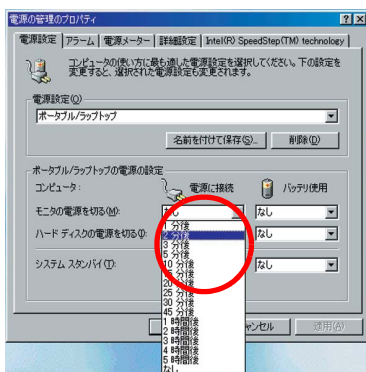 電源の管理のプロパティ
電源設定 アラーム 電源メーター 詳細設定 Intel(R) SpeedStep(TM) technology
コンピュータの使い方に最も適した電源設定を選択してください。下の設定を
変更すると、選択された電源設定も変更されます。
電源設定(O)
ポータブル/ラップトップ
名前を付けて保存(S)... 削除(D)
ポータブル/ラップトップの電源の設定
コンピュータ: 電源に接続 バッテリ使用
モニタの電源を切る(M): なし なし
ハード ディスクの電源を切る(I): なし
システム スタンバイ(T): なし
1 分後
2 分後
3 分後
5 分後
10 分後
15 分後
20 分後
25 分後
30 分後
45 分後
1 時間後
2 時間後
3 時間後
4 時間後
5 時間後
なし
ャンセル 適用(A)